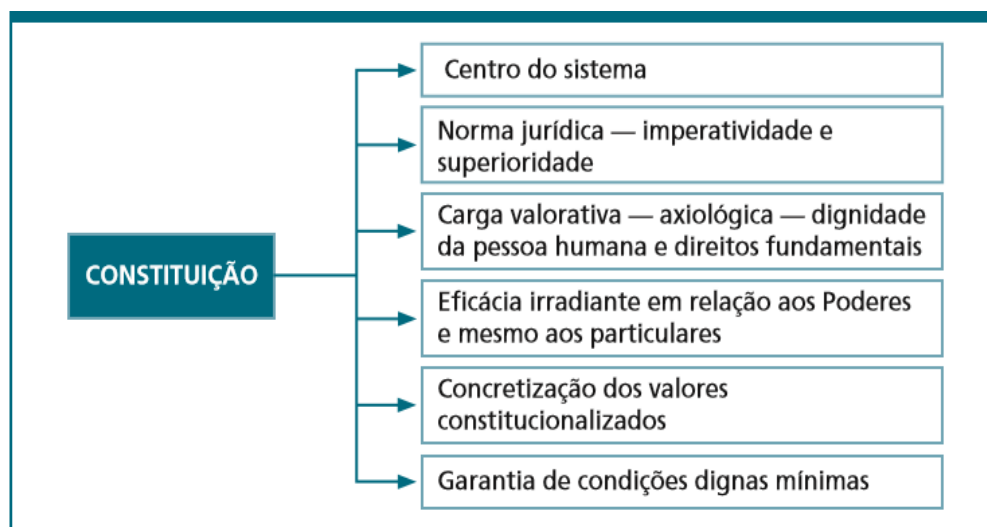 Centro do sistema
Norma jurídica — imperatividade e
superioridade
Carga valorativa — axiológica — dignidade
da pessoa humana e direitos fundamentais
CONSTITUIÇÃO
Eficácia irradiante em relação aos Poderes
e mesmo aos particulares
Concretização dos valores
constitucionalizados
Garantia de condições dignas mínimas